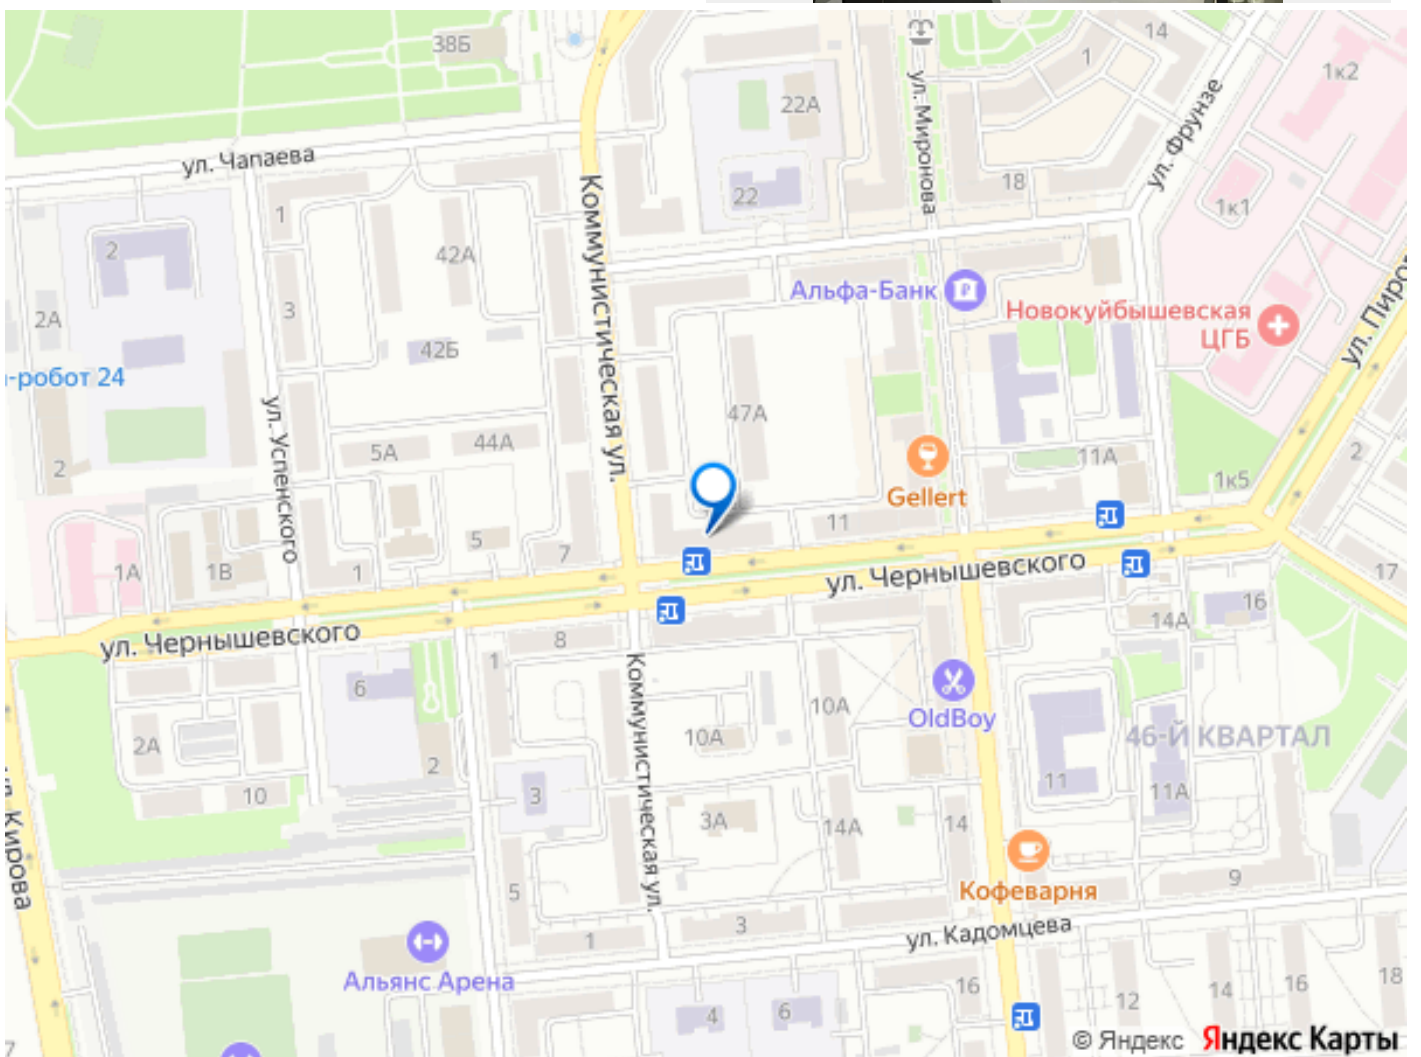 38Б
14
1
1к2
22А
ул. Чапаева
ул. Миронова
ул. Фрунзе
18
22
1к1
1
2
42А
Коммунистическая ул.
Альфа-Банк
3
2А
Новокуйбышевская
ЦГБ
42Б
-робот 24
47А
ул. Успенского
44А
5А
2
11А
2
1к5
Gellert
11
5
7
1А
1В
1
ул. Чернышевского
17
16
14А
ул. Чернышевского
8
1
6
Коммунистическая ул.
10А
OldBoy
10А
46-Й КВАРТАЛ
2А
2
11
11А
10
3
3А
14А
14
Кирова
Кофеварня
9
5
3
1
ул. Кадомцева
Альянс Арена
16
12
14
16
18
4
6
7
© Яндекс Яндекс Карты